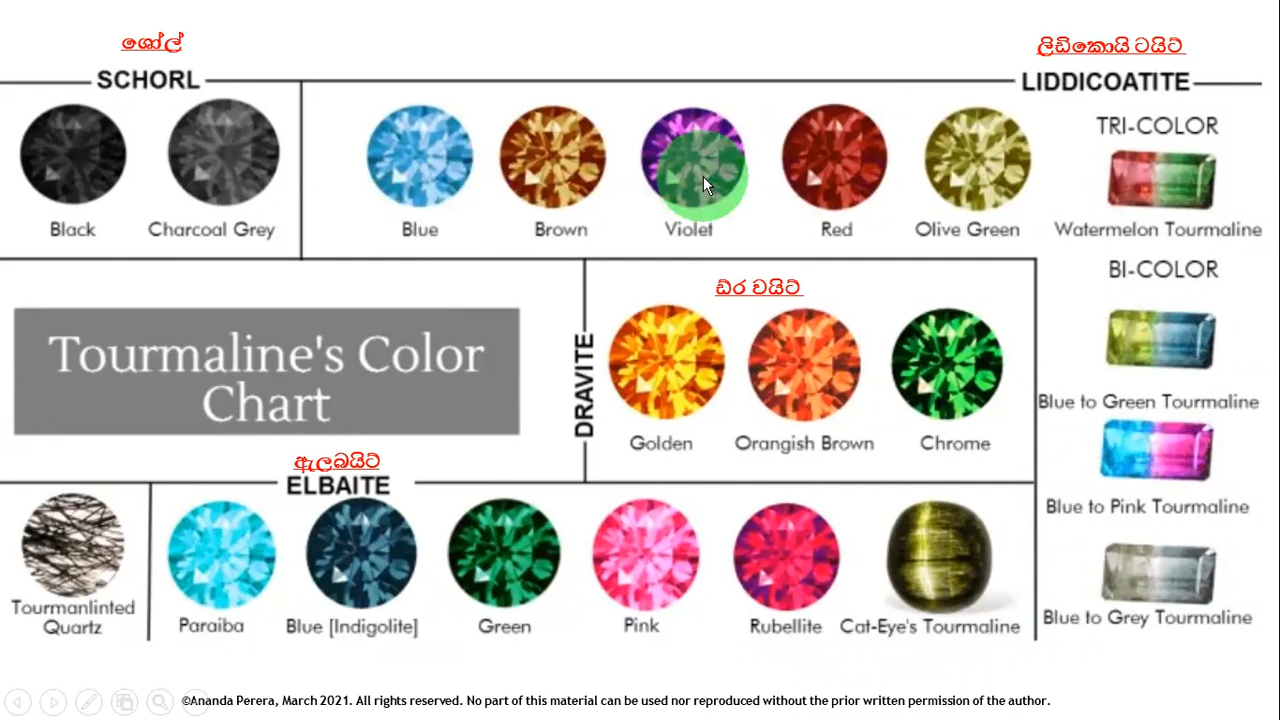 ශෝල්
ලිඩිකොයි ටයිට්
SCHORL
LIDDICOATITE
TRI-COLOR
Black
Charcoal Grey
Blue
Brown
Violet
Red
Olive Green
Watermelon Tourmaline
BI-COLOR
ඩ්ර වයිට්
Tourmaline's Color
Chart
DRAVITE
Blue to Green Tourmaline
Golden
Orangish Brown
Chrome
ඇලබයිට්
ELBAITE
Blue to Pink Tourmaline
Tourmanlinted
Quartz
Paraiba
Blue [Indigolite]
Green
Pink
Rubellite
Cat-Eye's Tourmaline
Blue to Grey Tourmaline
©Ananda Perera, March 2021. All rights reserved. No part of this material can be used nor reproduced without the prior written permission of the author.